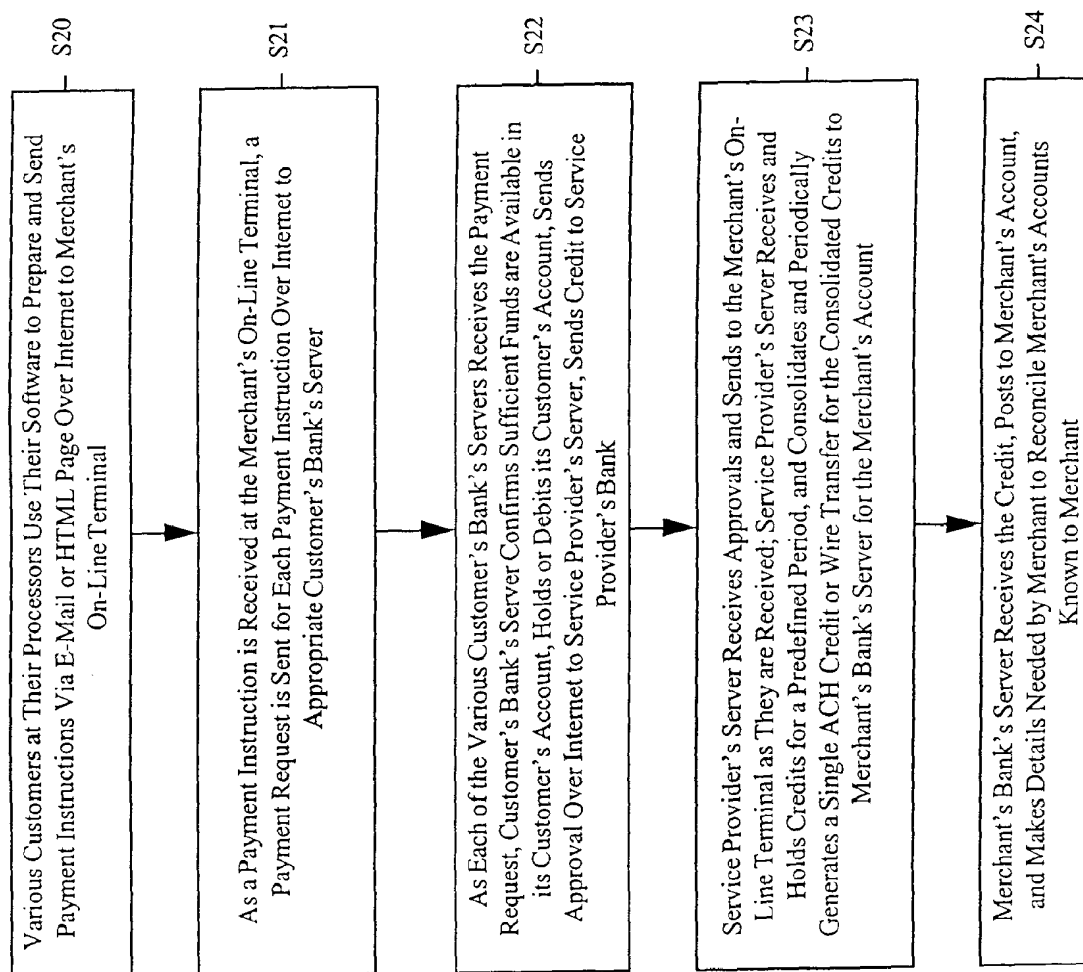 Various Customers at Their Processors Use Their Software to Prepare and Send
Payment Instructions Via E-Mail or HTML Page Over Internet to Merchant's
On-Line Terminal
S20
As a Payment Instruction is Received at the Merchant's On-Line Terminal, a
Payment Request is Sent for Each Payment Instruction Over Internet to
Appropriate Customer's Bank's Server
S21
As Each of the Various Customer's Bank's Servers Receives the Payment
Request, Customer's Bank's Server Confirms Sufficient Funds are Available in
its Customer's Account, Holds or Debits its Customer's Account, Sends
Approval Over Internet to Service Provider's Server, Sends Credit to Service
Provider's Bank
S22
Service Provider's Server Receives Approvals and Sends to the Merchant's On-
Line Terminal as They are Received; Service Provider's Server Receives and
Holds Credits for a Predefined Period, and Consolidates and Periodically
Generates a Single ACH Credit or Wire Transfer for the Consolidated Credits to
Merchant's Bank's Server for the Merchant's Account
S23
Merchant's Bank's Server Receives the Credit, Posts to Merchant's Account,
and Makes Details Needed by Merchant to Reconcile Merchant's Accounts
Known to Merchant
S24